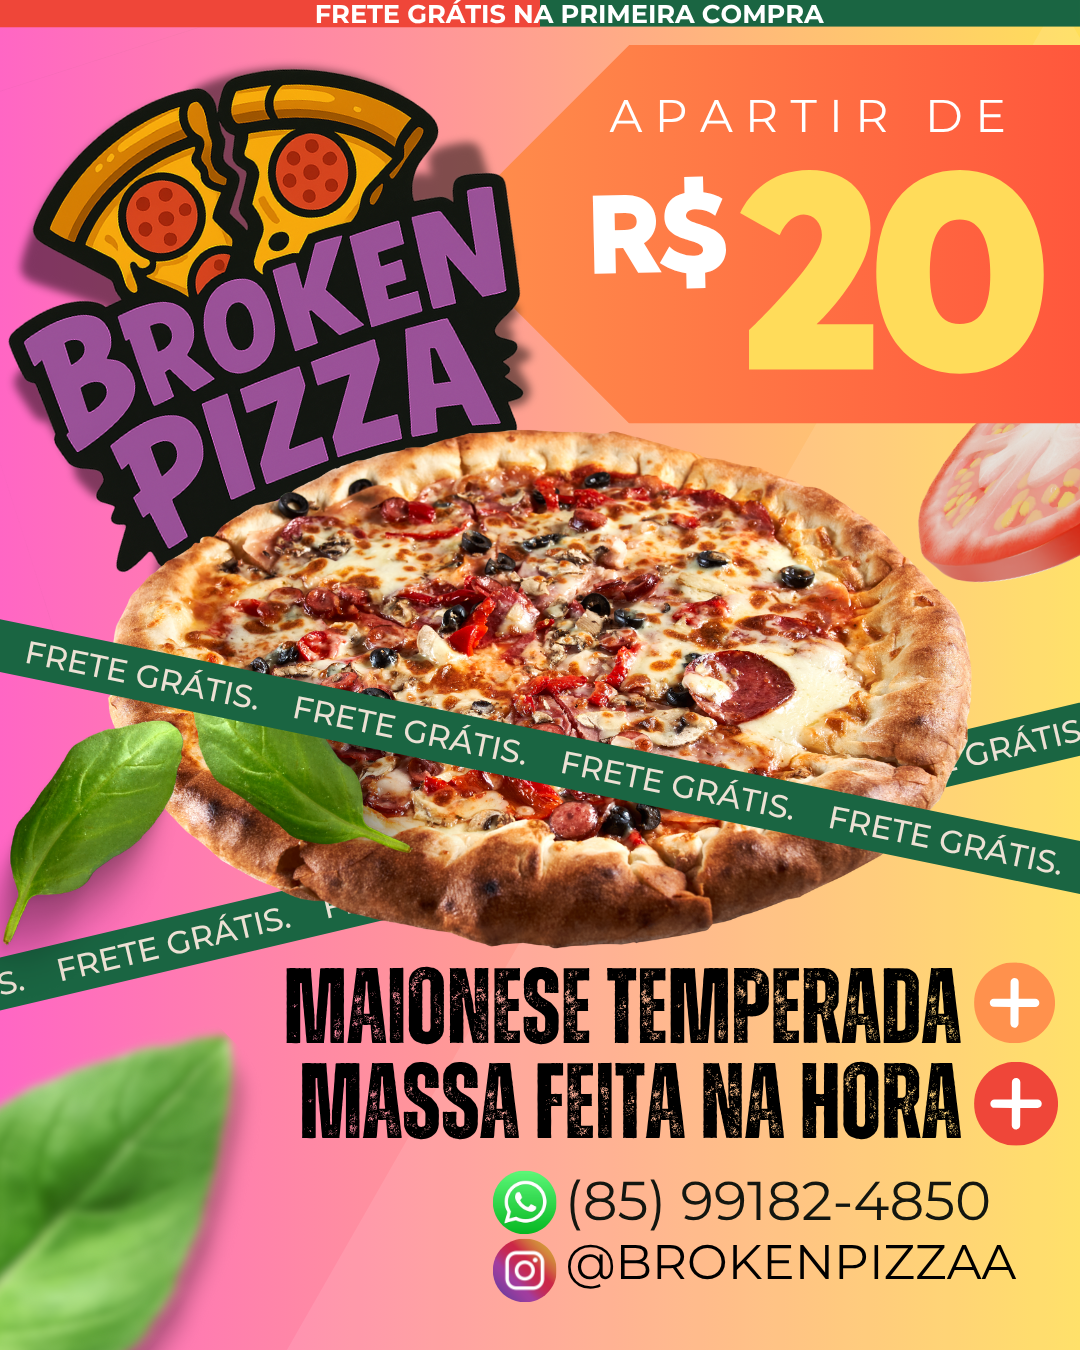 FRETE GRÁTIS NA PRIMEIRA COMPRA
BROKEN
PIZZA
APARTIR DE
R$20
FRETE GRÁTIS. FRETE GRÁTIS. FRETE GRÁTIS. FRETE GRÁTIS.
GRÁTIS
S. FRETE GRÁTIS. F
MAIONESE TEMPERADA +
MASSA FEITA NA HORA +
(85) 99182-4850
@BROKENPIZZAA